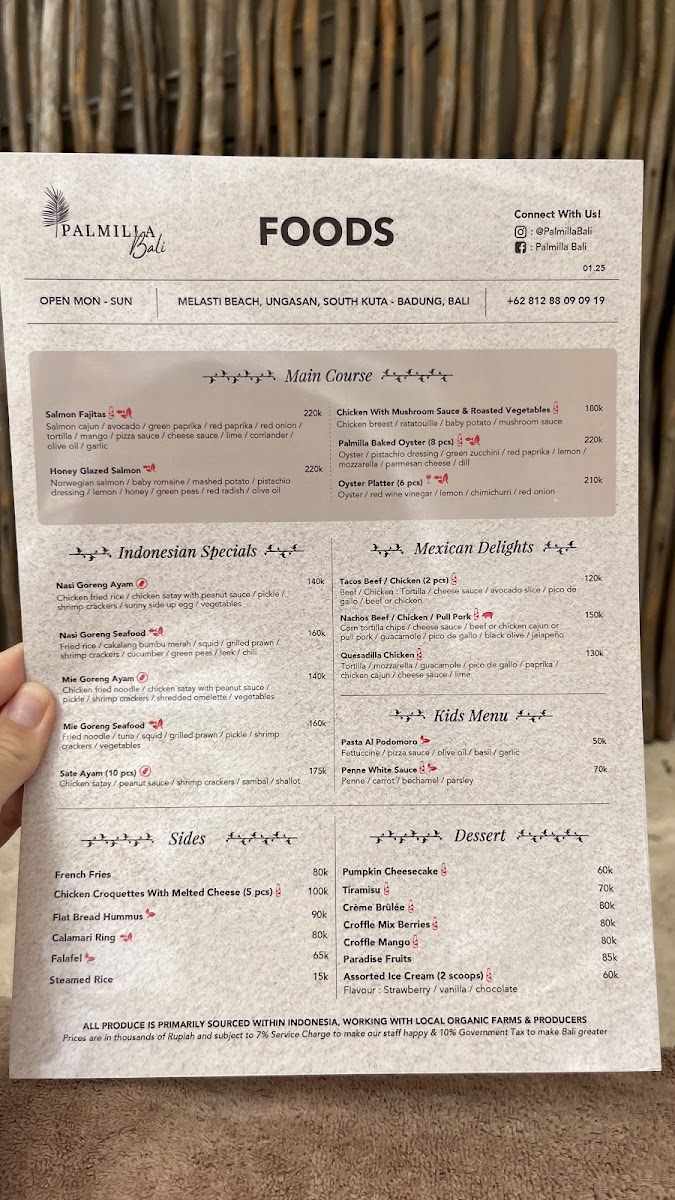 PALMILLA
Bali
FOODS
Connect With Us!
: @PalmillaBali
: Palmilla Bali
01.25
OPEN MON - SUN
MELASTI BEACH, UNGASAN, SOUTH KUTA - BADUNG, BALI
+62 812 88 09 09 19
Main Course
Salmon Fajitas 220k
Salmon cajun / avocado / green paprika / red paprika / red onion /
tortilla / mango / pizza sauce / cheese sauce / lime / corriander /
olive oil / garlic
Honey Glazed Salmon 220k
Norwegian salmon / baby romaine / mashed potato / pistachio
dressing / lemon / honey / green peas / red radish / olive oil
Chicken With Mushroom Sauce & Roasted Vegetables 180k
Chicken breast / ratatouille / baby potato / mushroom sauce
Palmilla Baked Oyster (8 pcs) 220k
Oyster / pistachio dressing / green zucchini / red paprika / lemon /
mozzarella / parmesan cheese / dill
Oyster Platter (6 pcs) 210k
Oyster / red wine vinegar / lemon / chimichurri / red onion
Indonesian Specials
Nasi Goreng Ayam 140k
Chicken fried rice / chicken satay with peanut sauce / pickle /
shrimp crackers / sunny side up egg / vegetables
Nasi Goreng Seafood 160k
Fried rice / cakalang bumbu merah / squid / grilled prawn /
shrimp crackers / cucumber / green peas / leek / chili
Mie Goreng Ayam 140k
Chicken fried noodle / chicken satay with peanut sauce /
pickle / shrimp crackers / shredded omelette / vegetables
Mie Goreng Seafood 160k
Fried noodle / tuna / squid / grilled prawn / pickle / shrimp
crackers / vegetables
Sate Ayam (10 pcs) 175k
Chicken satay / peanut sauce / shrimp crackers / sambal / shallot
Mexican Delights
Tacos Beef / Chicken (2 pcs) 120k
Beef / Chicken : Tortilla / cheese sauce / avocado slice / pico de
gallo / beef or chicken
Nachos Beef / Chicken / Pull Pork 150k
Corn tortilla chips / cheese sauce / beef or chicken cajun or
pull pork / guacamole / pico de gallo / black olive / jalapeño
Quesadilla Chicken 130k
Tortilla / mozzarella / guacamole / pico de gallo / paprika /
chicken cajun / cheese sauce / lime
Kids Menu
Pasta Al Podomoro 50k
Fettuccine / pizza sauce / olive oil / basil / garlic
Penne White Sauce 70k
Penne / carrot / bechamel / parsley
Sides
French Fries 80k
Chicken Croquettes With Melted Cheese (5 pcs) 100k
Flat Bread Hummus 90k
Calamari Ring 80k
Falafel 65k
Steamed Rice 15k
Dessert
Pumpkin Cheesecake 60k
Tiramisu 70k
Crème Brûlée 80k
Croffle Mix Berries 80k
Croffle Mango 80k
Paradise Fruits 85k
Assorted Ice Cream (2 scoops) 60k
Flavour : Strawberry / vanilla / chocolate
ALL PRODUCE IS PRIMARILY SOURCED WITHIN INDONESIA, WORKING WITH LOCAL ORGANIC FARMS & PRODUCERS
Prices are in thousands of Rupiah and subject to 7% Service Charge to make our staff happy & 10% Government Tax to make Bali greater